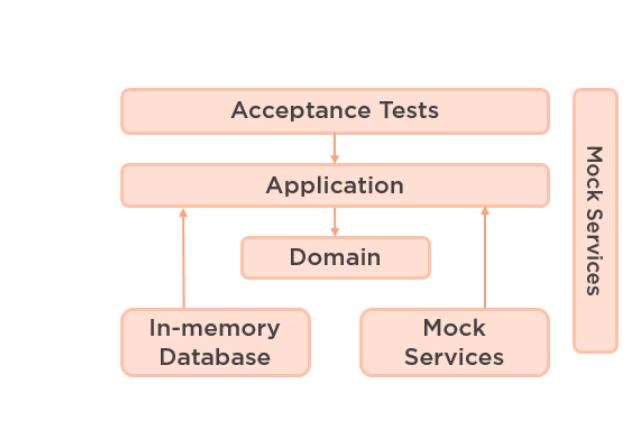 Acceptance Tests
Application
Domain
In-memory
Database
Mock
Services
Mock Services